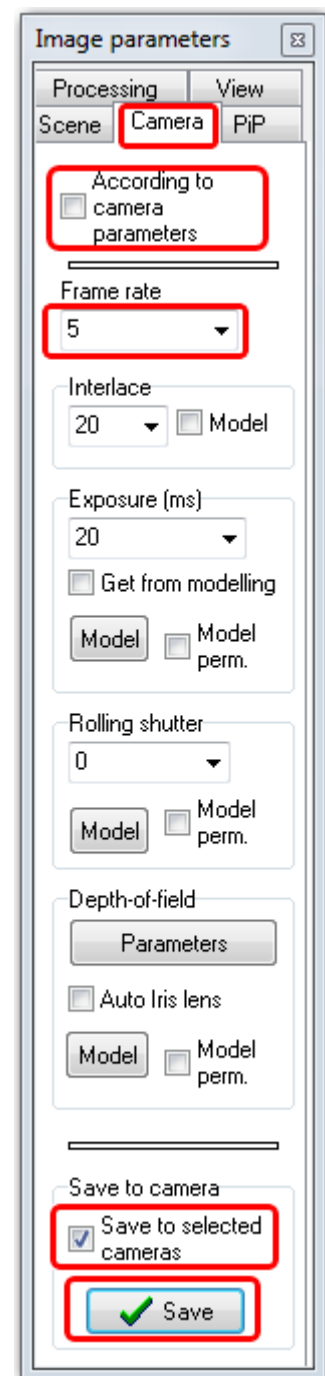 Image parameters
Processing View
Scene Camera PiP
According to
camera
parameters
Frame rate
5
Interlace
20 Model
Exposure (ms)
20
Get from modelling
Model Model
perm.
Rolling shutter
0
Model Model
perm.
Depth-of-field
Parameters
Auto Iris lens
Model Model
perm.
Save to camera
Save to selected
cameras
Save